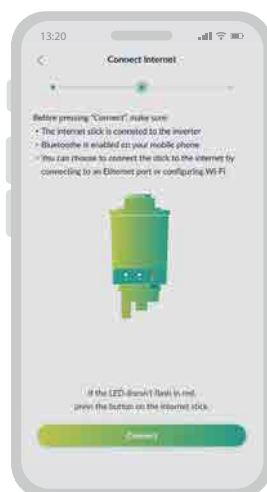 13:20
Connect Internet
Before pressing "Connect", make sure:
• The internet stick is connected to the inverter
• Bluetoothe is enabled on your mobile phone
• You can choose to connect the stick to the internet by
connecting to an Ethernet port or configuring Wi-Fi
If the LED doesn't flash in red,
press the button on the internet stick.
Connect